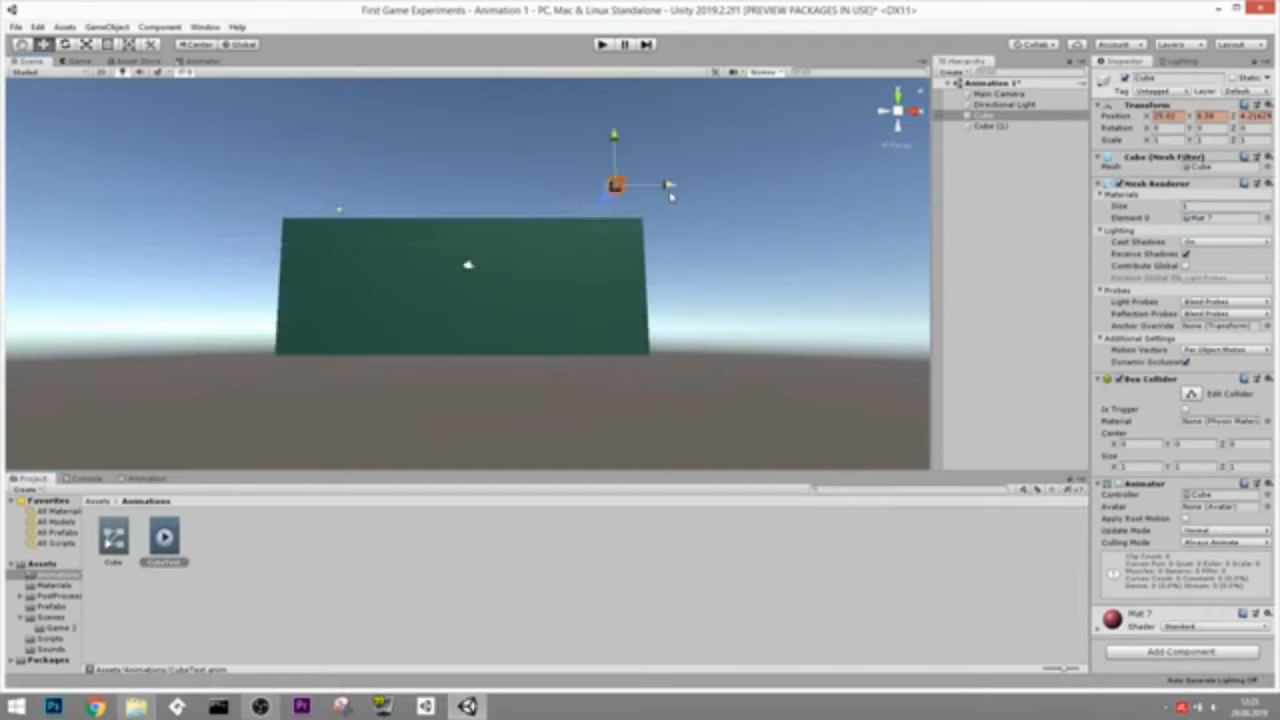 First Game Experiments - Animation 1 - PC, Mac & Linux Standalone - Unity 2019.2.2f1 [PREVIEW PACKAGES IN USE]* <DX11>
File Edit Assets GameObject Component Window Help
Center Global
Collab Account Layers Layout
Scene Game Asset Store Animator
Hierarchy
Inspector Lighting
Shaded
Gizmos
Create
Animation 1*
Main Camera
Directional Light
Cube
Cube (1)
Cube Static
Tag Untagged Layer Default
Transform
Position X Y Z
Rotation X 0 Y 0 Z 0
Scale X 1 Y 1 Z 1
Cube (Mesh Filter)
Mesh Cube
Mesh Renderer
Materials
Size 1
Element 0 Mat 7
Lighting
Cast Shadows On
Receive Shadows
Contribute Global
Probes
Light Probes Blend Probes
Reflection Probes Blend Probes
Anchor Override None (Transform)
Additional Settings
Motion Vectors Per Object Motion
Dynamic Occlusion
Box Collider
Edit Collider
Is Trigger
Material None (Physic Material)
Center
X 0 Y 0 Z 0
Size
X 1 Y 1 Z 1
Animator
Controller Cube
Avatar None (Avatar)
Apply Root Motion
Update Mode Normal
Culling Mode Always Animate
Mat 7
Shader Standard
Add Component
Auto Generate Lighting Off
Project Console Animation
Create
Favorites
All Materials
All Models
All Prefabs
All Scripts
Assets
Animations
Materials
PostProcess
Prefabs
Scenes
Game 2
Scripts
Sounds
Packages
Assets > Animations
Cube
CubeTest
Assets/Animations/CubeTest.anim